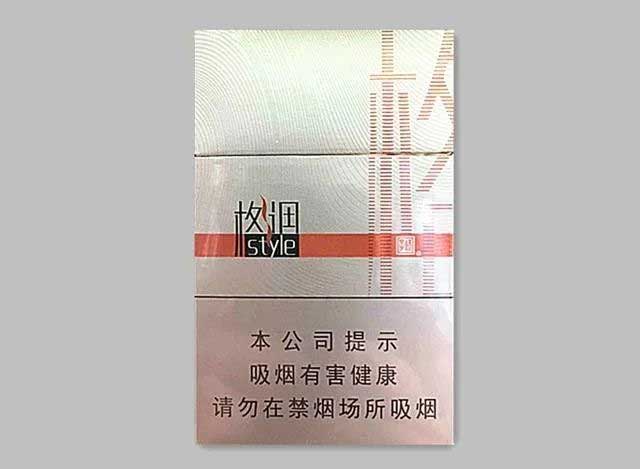 格润
style
本公司提示
吸烟有害健康
请勿在禁烟场所吸烟